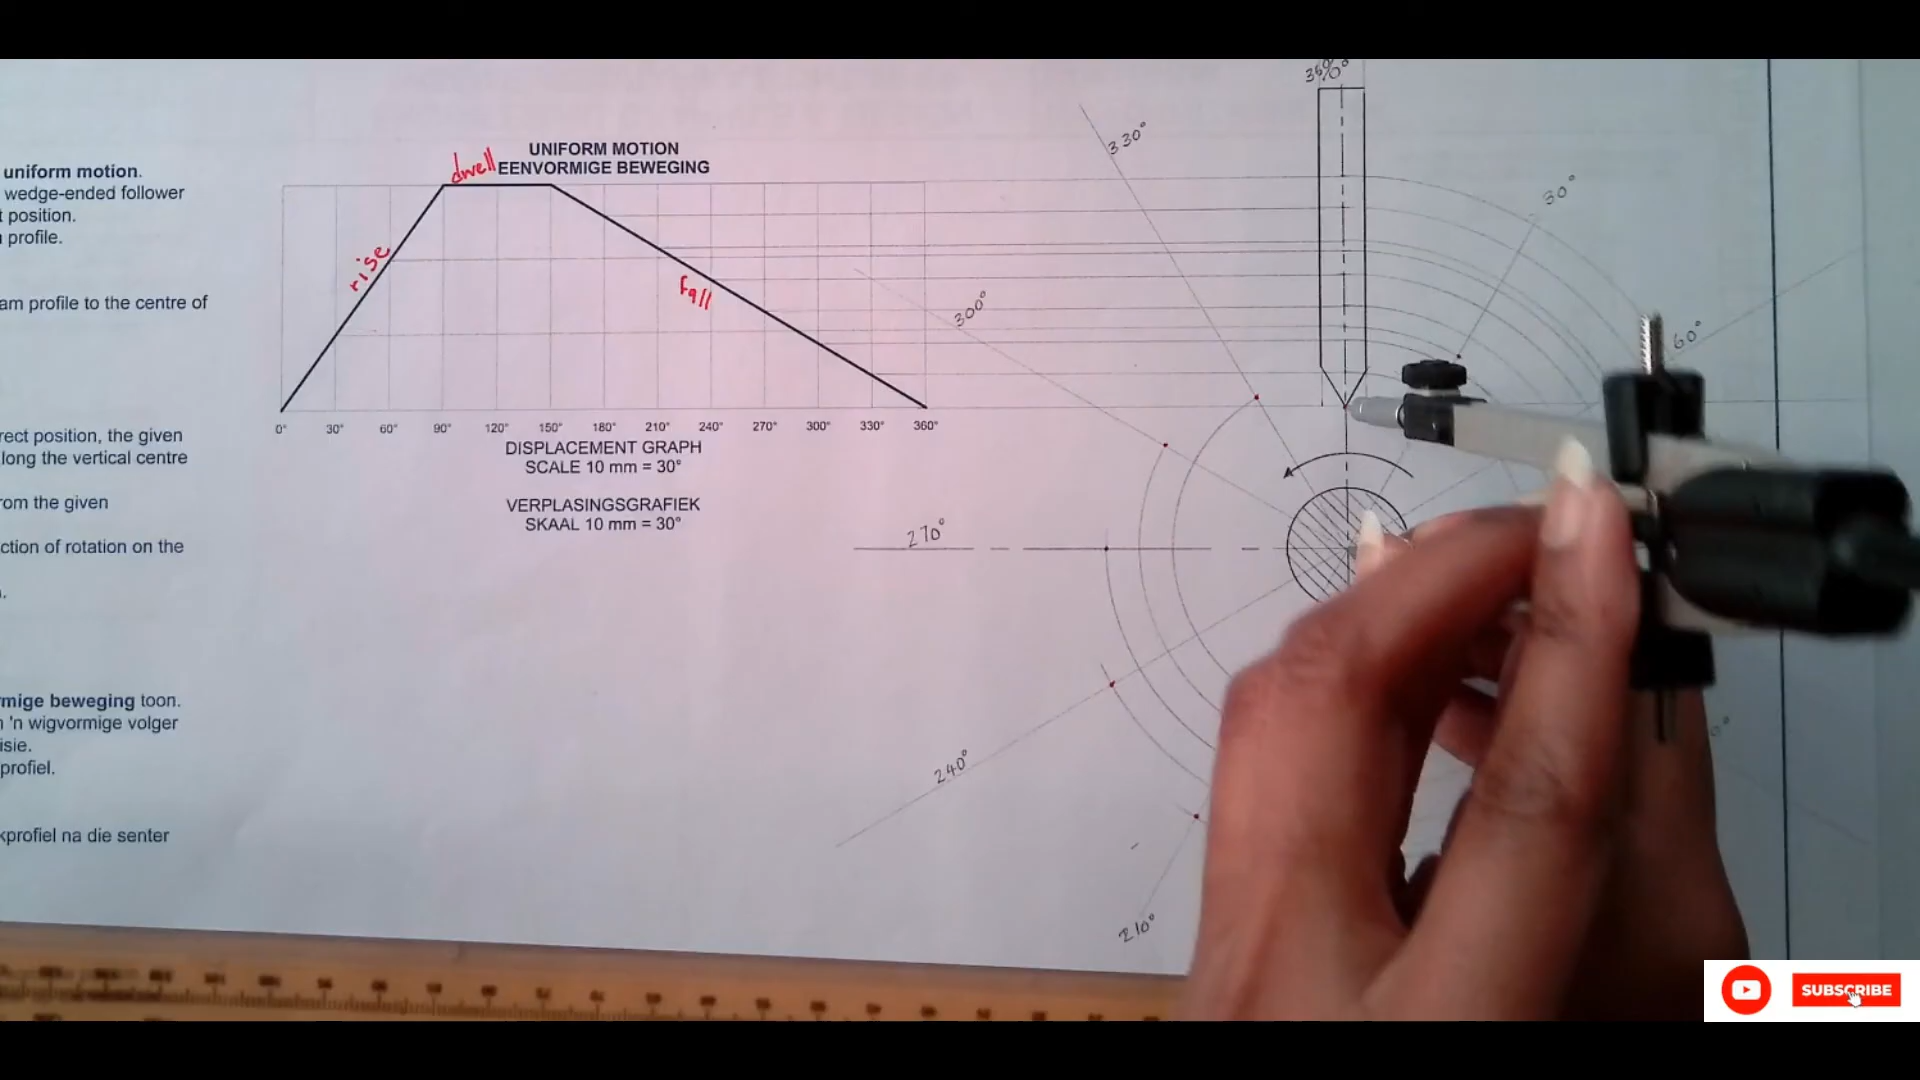 uniform motion.
wedge-ended follower
position.
profile.
am profile to the centre of
rect position, the given
long the vertical centre
rom the given
ction of rotation on the
mige beweging toon.
'n wigvormige volger
isie.
profiel.
kprofiel na die senter
UNIFORM MOTION
EENVORMIGE BEWEGING
dwell
rise
fall
0° 30° 60° 90° 120° 150° 180° 210° 240° 270° 300° 330° 360°
DISPLACEMENT GRAPH
SCALE 10 mm = 30°
VERPLASINGSGRAFIEK
SKAAL 10 mm = 30°
330°
30°
300°
60°
270°
240°
210°
SUBSCRIBE